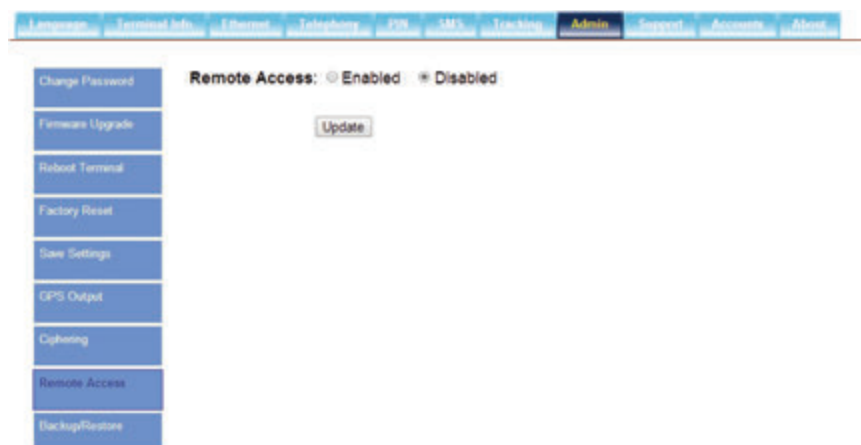 Language Terminal Info. Ethernet Telephony PIN SMS Tracking Admin Support Accounts About
Change Password
Remote Access: Enabled Disabled
Firmware Upgrade
Update
Reboot Terminal
Factory Reset
Save Settings
GPS Output
Ciphering
Remote Access
Backup/Restore